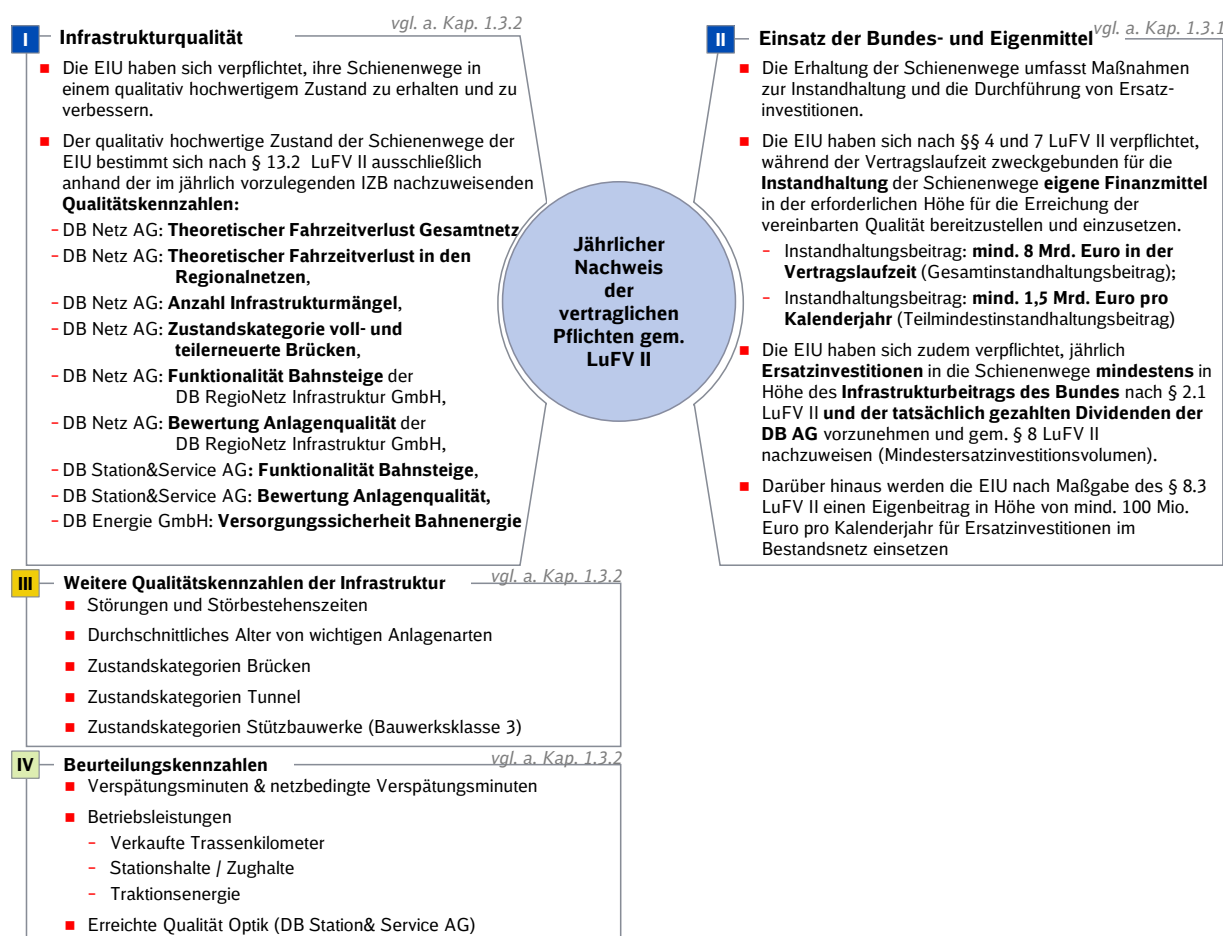 vgl. a. Kap. 1.3.2
I Infrastrukturqualität
Die EIU haben sich verpflichtet, ihre Schienenwege in
einem qualitativ hochwertigem Zustand zu erhalten und zu
verbessern.
Der qualitativ hochwertige Zustand der Schienenwege der
EIU bestimmt sich nach § 13.2 LuFV II ausschließlich
anhand der im jährlich vorzulegenden IZB nachzuweisenden
Qualitätskennzahlen:
– DB Netz AG: Theoretischer Fahrzeitverlust Gesamtnetz
– DB Netz AG: Theoretischer Fahrzeitverlust in den
Regionalnetzen,
– DB Netz AG: Anzahl Infrastrukturmängel,
– DB Netz AG: Zustandskategorie voll- und
teilerneuerte Brücken,
– DB Netz AG: Funktionalität Bahnsteige der
DB RegioNetz Infrastruktur GmbH,
– DB Netz AG: Bewertung Anlagenqualität der
DB RegioNetz Infrastruktur GmbH,
– DB Station&Service AG: Funktionalität Bahnsteige,
– DB Station&Service AG: Bewertung Anlagenqualität,
– DB Energie GmbH: Versorgungssicherheit Bahnenergie
Jährlicher
Nachweis
der
vertraglichen
Pflichten gem.
LuFV II
vgl. a. Kap. 1.3.1
II Einsatz der Bundes- und Eigenmittel
Die Erhaltung der Schienenwege umfasst Maßnahmen
zur Instandhaltung und die Durchführung von Ersatz-
investitionen.
Die EIU haben sich nach §§ 4 und 7 LuFV II verpflichtet,
während der Vertragslaufzeit zweckgebunden für die
Instandhaltung der Schienenwege eigene Finanzmittel
in der erforderlichen Höhe für die Erreichung der
vereinbarten Qualität bereitzustellen und einzusetzen.
– Instandhaltungsbeitrag: mind. 8 Mrd. Euro in der
Vertragslaufzeit (Gesamtinstandhaltungsbeitrag);
– Instandhaltungsbeitrag: mind. 1,5 Mrd. Euro pro
Kalenderjahr (Teilmindestinstandhaltungsbeitrag)
Die EIU haben sich zudem verpflichtet, jährlich
Ersatzinvestitionen in die Schienenwege mindestens in
Höhe des Infrastrukturbeitrags des Bundes nach § 2.1
LuFV II und der tatsächlich gezahlten Dividenden der
DB AG vorzunehmen und gem. § 8 LuFV II
nachzuweisen (Mindestersatzinvestitionsvolumen).
Darüber hinaus werden die EIU nach Maßgabe des § 8.3
LuFV II einen Eigenbeitrag in Höhe von mind. 100 Mio.
Euro pro Kalenderjahr für Ersatzinvestitionen im
Bestandsnetz einsetzen
vgl. a. Kap. 1.3.2
III Weitere Qualitätskennzahlen der Infrastruktur
Störungen und Störbestehenszeiten
Durchschnittliches Alter von wichtigen Anlagenarten
Zustandskategorien Brücken
Zustandskategorien Tunnel
Zustandskategorien Stützbauwerke (Bauwerksklasse 3)
vgl. a. Kap. 1.3.2
IV Beurteilungskennzahlen
Verspätungsminuten & netzbedingte Verspätungsminuten
Betriebsleistungen
– Verkaufte Trassenkilometer
– Stationshalte / Zughalte
– Traktionsenergie
Erreichte Qualität Optik (DB Station& Service AG)